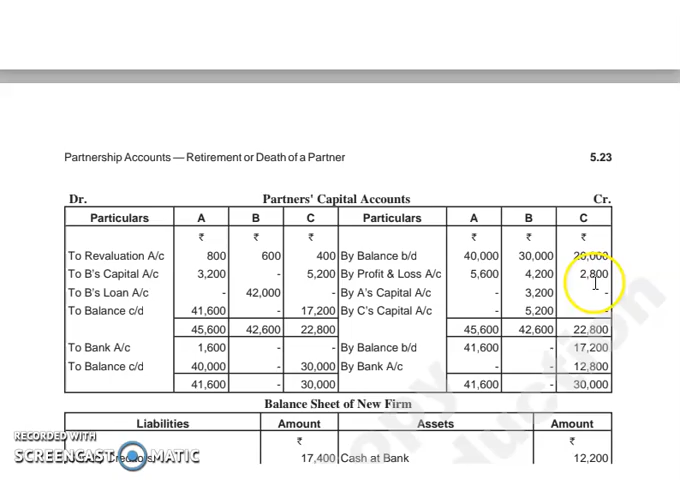 Partnership Accounts — Retirement or Death of a Partner 5.23
Dr. Partners' Capital Accounts Cr.
Particulars A B C Particulars A B C
₹ ₹ ₹ ₹ ₹ ₹
To Revaluation A/c 800 600 400 By Balance b/d 40,000 30,000 20,000
To B's Capital A/c 3,200 - 5,200 By Profit & Loss A/c 5,600 4,200 2,800
To B's Loan A/c - 42,000 - By A's Capital A/c - 3,200 -
To Balance c/d 41,600 - 17,200 By C's Capital A/c - 5,200 -
45,600 42,600 22,800 45,600 42,600 22,800
To Bank A/c 1,600 - - By Balance b/d 41,600 - 17,200
To Balance c/d 40,000 - 30,000 By Bank A/c - - 12,800
41,600 - 30,000 41,600 - 30,000
Balance Sheet of New Firm
Liabilities Amount Assets Amount
₹ ₹
17,400 Cash at Bank 12,200
RECORDED WITH
SCREENCAST MATIC